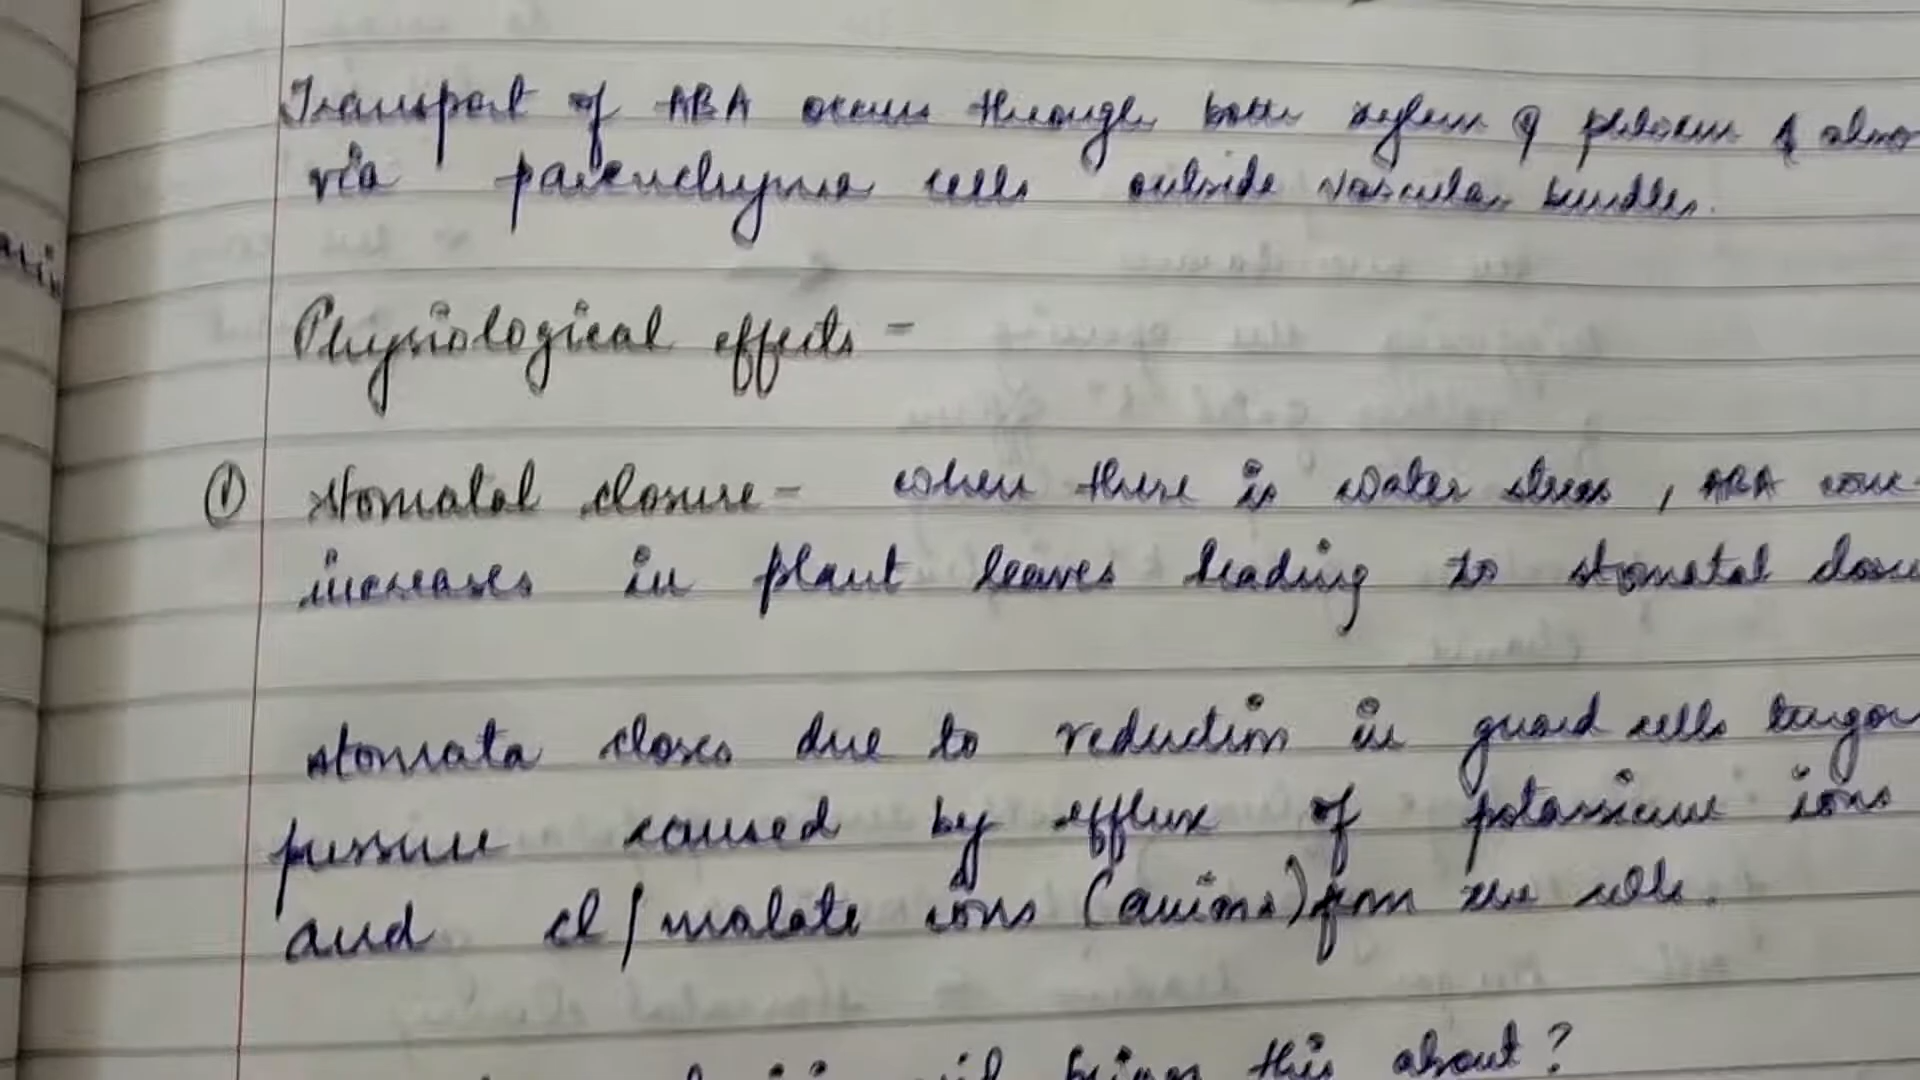 Transport of ABA occurs through both xylem & phloem &
via parenchyma cells outside vascular bundles.
Physiological effects -
① Stomatal closure - when there is water stress, ABA conc-
increases in plant leaves leading to stomatal closu
stomata closes due to reduction in guard cells turgor
pressure caused by efflux of potassium ions
and cl/malate ions (anions) from the cells.
this about?